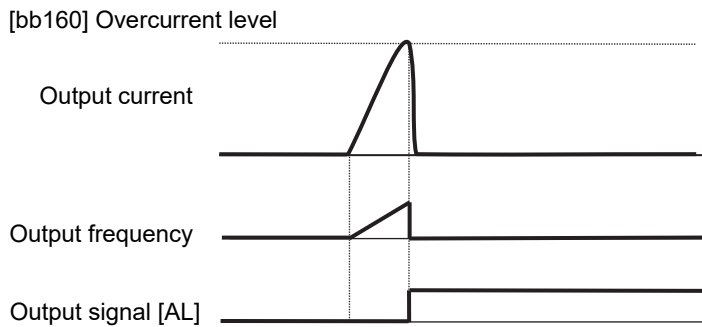 [bb160] Overcurrent level
Output current
Output frequency
Output signal [AL]